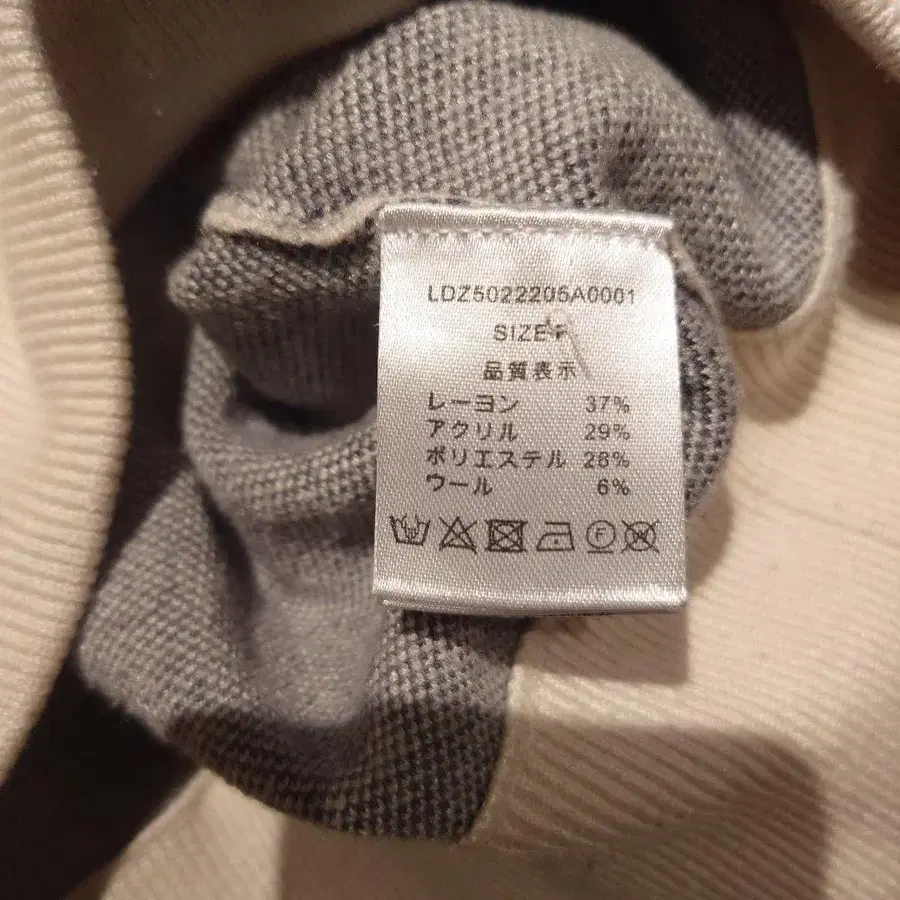 LDZ5022205A0001
SIZE F
品質表示
レーヨン 37%
アクリル 29%
ポリエステル 28%
ウール 6%
F